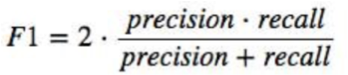 F1 = 2 · precision · recall / precision + recall